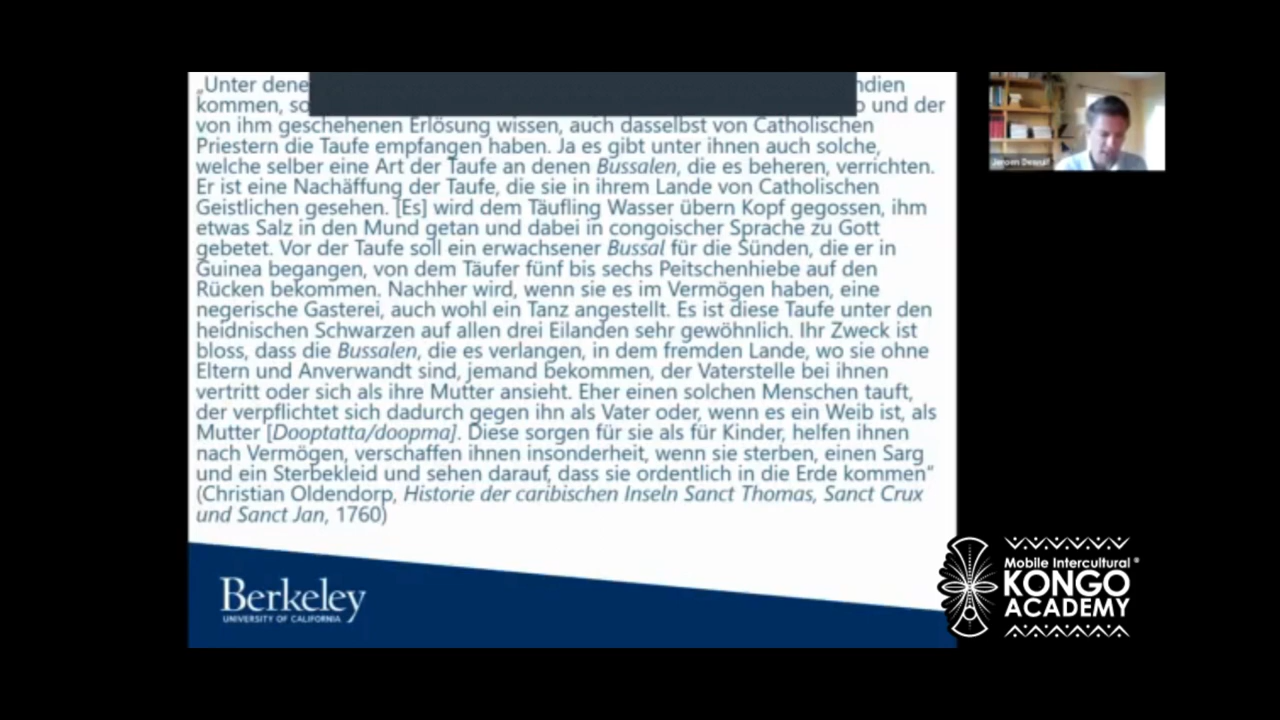 „Unter dene ndien
kommen, so o und der
von ihm geschehenen Erlösung wissen, auch dasselbst von Catholischen
Priestern die Taufe empfangen haben. Ja es gibt unter ihnen auch solche,
welche selber eine Art der Taufe an denen Bussalen, die es beheren, verrichten.
Er ist eine Nachäffung der Taufe, die sie in ihrem Lande von Catholischen
Geistlichen gesehen. [Es] wird dem Täufling Wasser übern Kopf gegossen, ihm
etwas Salz in den Mund getan und dabei in congoischer Sprache zu Gott
gebetet. Vor der Taufe soll ein erwachsener Bussal für die Sünden, die er in
Guinea begangen, von dem Täufer fünf bis sechs Peitschenhiebe auf den
Rücken bekommen. Nachher wird, wenn sie es im Vermögen haben, eine
negerische Gasterei, auch wohl ein Tanz angestellt. Es ist diese Taufe unter den
heidnischen Schwarzen auf allen drei Eilanden sehr gewöhnlich. Ihr Zweck ist
bloss, dass die Bussalen, die es verlangen, in dem fremden Lande, wo sie ohne
Eltern und Anverwandt sind, jemand bekommen, der Vaterstelle bei ihnen
vertritt oder sich als ihre Mutter ansieht. Eher einen solchen Menschen tauft,
der verpflichtet sich dadurch gegen ihn als Vater oder, wenn es ein Weib ist, als
Mutter [Dooptatta/doopma]. Diese sorgen für sie als für Kinder, helfen ihnen
nach Vermögen, verschaffen ihnen insonderheit, wenn sie sterben, einen Sarg
und ein Sterbekleid und sehen darauf, dass sie ordentlich in die Erde kommen“
(Christian Oldendorp, Historie der caribischen Inseln Sanct Thomas, Sanct Crux
und Sanct Jan, 1760)
Berkeley
UNIVERSITY OF CALIFORNIA
Jeroen Dewulf
Mobile Intercultural ®
KONGO
ACADEMY